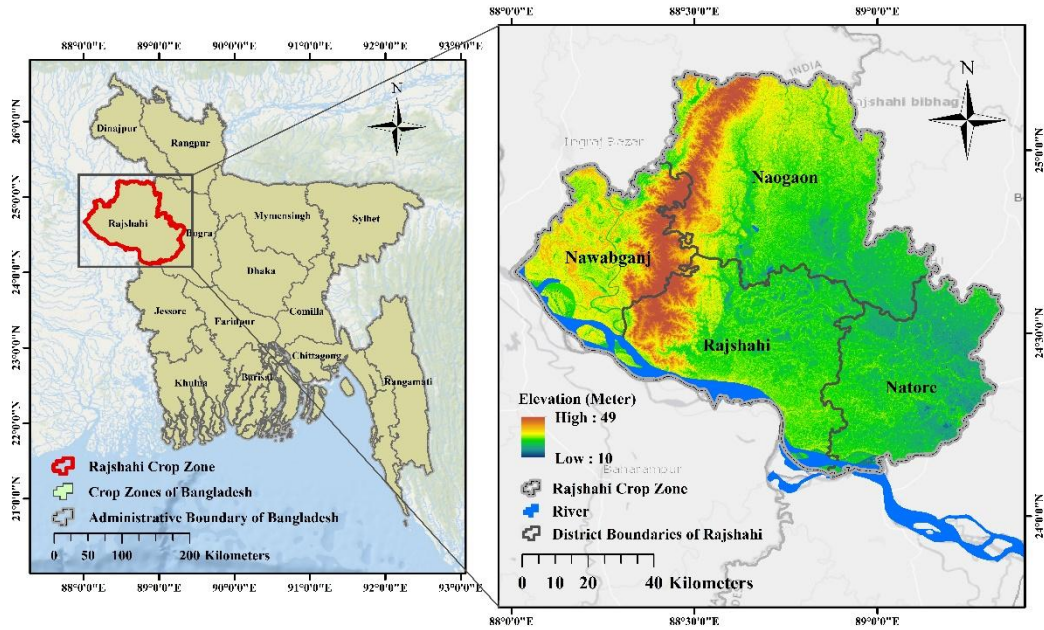 88°0'0"E 89°0'0"E 90°0'0"E 91°0'0"E 92°0'0"E 93°0'0"E
26°0'0"N
25°0'0"N
24°0'0"N
23°0'0"N
22°0'0"N
21°0'0"N
N
Dinajpur
Rangpur
Rajshahi
Bogra
Mymensingh
Sylhet
Dhaka
Jessore
Faridpur
Comilla
Khulna
Barisal
Chittagong
Rangamati
Rajshahi Crop Zone
Crop Zones of Bangladesh
Administrative Boundary of Bangladesh
0 50 100 200
Kilometers
88°0'0"E 89°0'0"E 90°0'0"E 91°0'0"E 92°0'0"E 93°0'0"E
88°0'0"E 88°30'0"E 89°0'0"E
N
INDIA
ajshahi bibhag
Ingraj Bazar
Naogaon
Nawabganj
Rajshahi
Natore
25°0'0"N
24°30'0"N
24°0'0"N
Elevation (Meter)
High : 49
Low : 10
Baharampur
Rajshahi Crop Zone
River
District Boundaries of Rajshahi
0 10 20 40 Kilometers
88°0'0"E 88°30'0"E 89°0'0"E